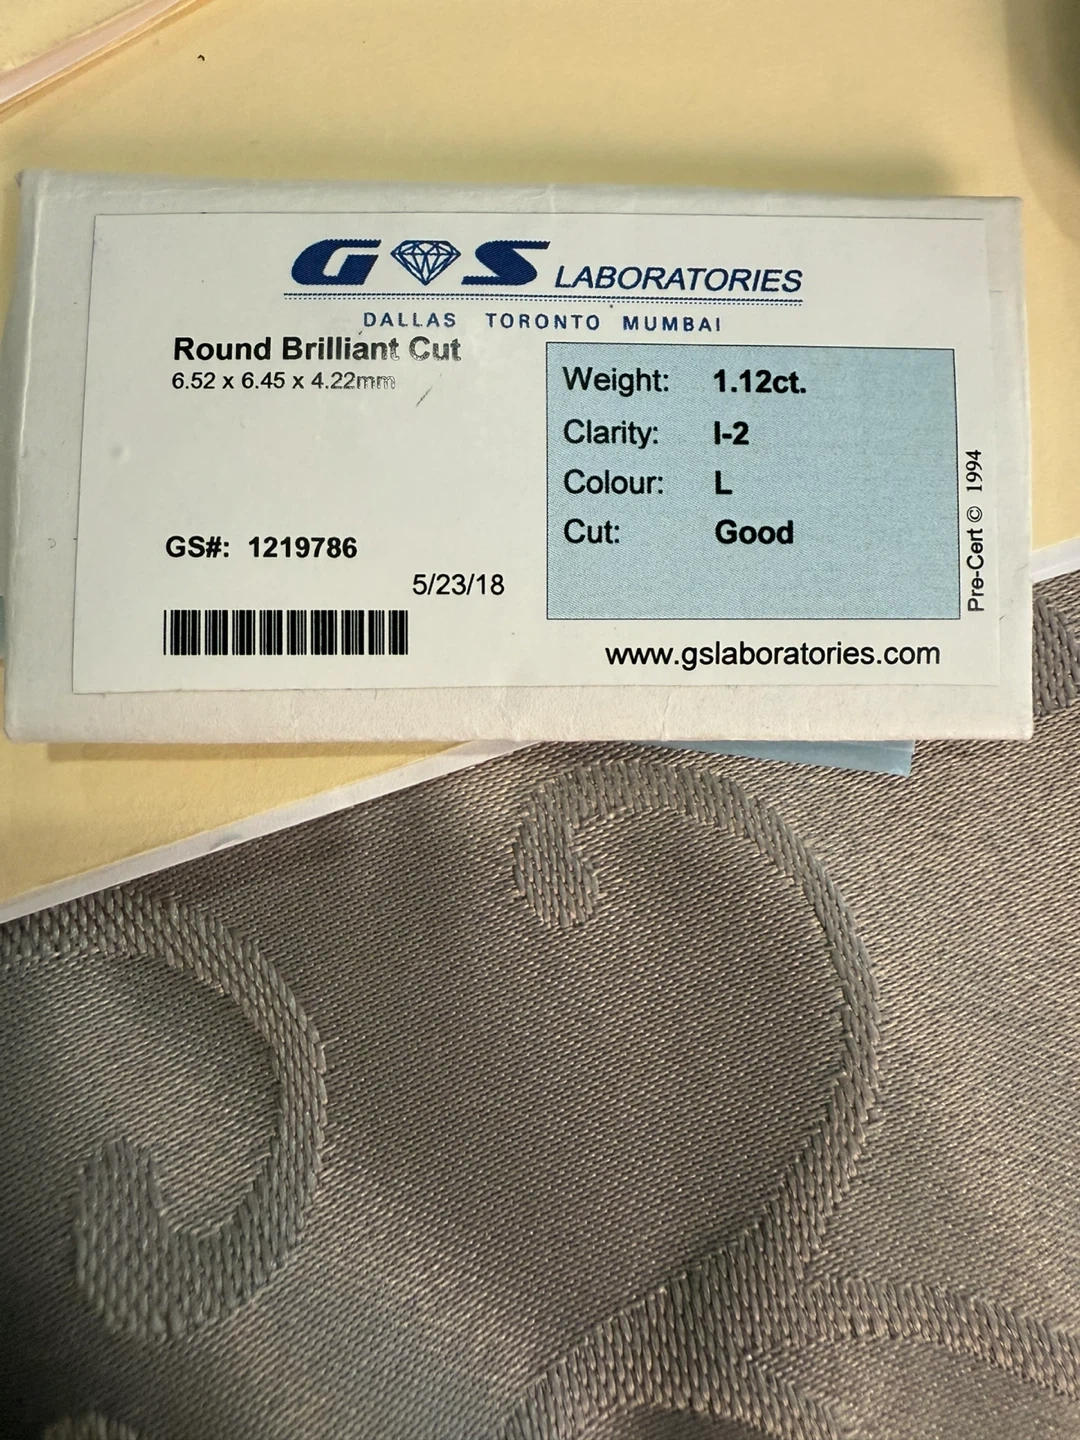 GS LABORATORIES
DALLAS TORONTO MUMBAI
Round Brilliant Cut
6.52 x 6.45 x 4.22mm
Weight: 1.12ct.
Clarity: I-2
Colour: L
Cut: Good
Pre-Cert © 1994
GS#: 1219786
5/23/18
www.gslaboratories.com